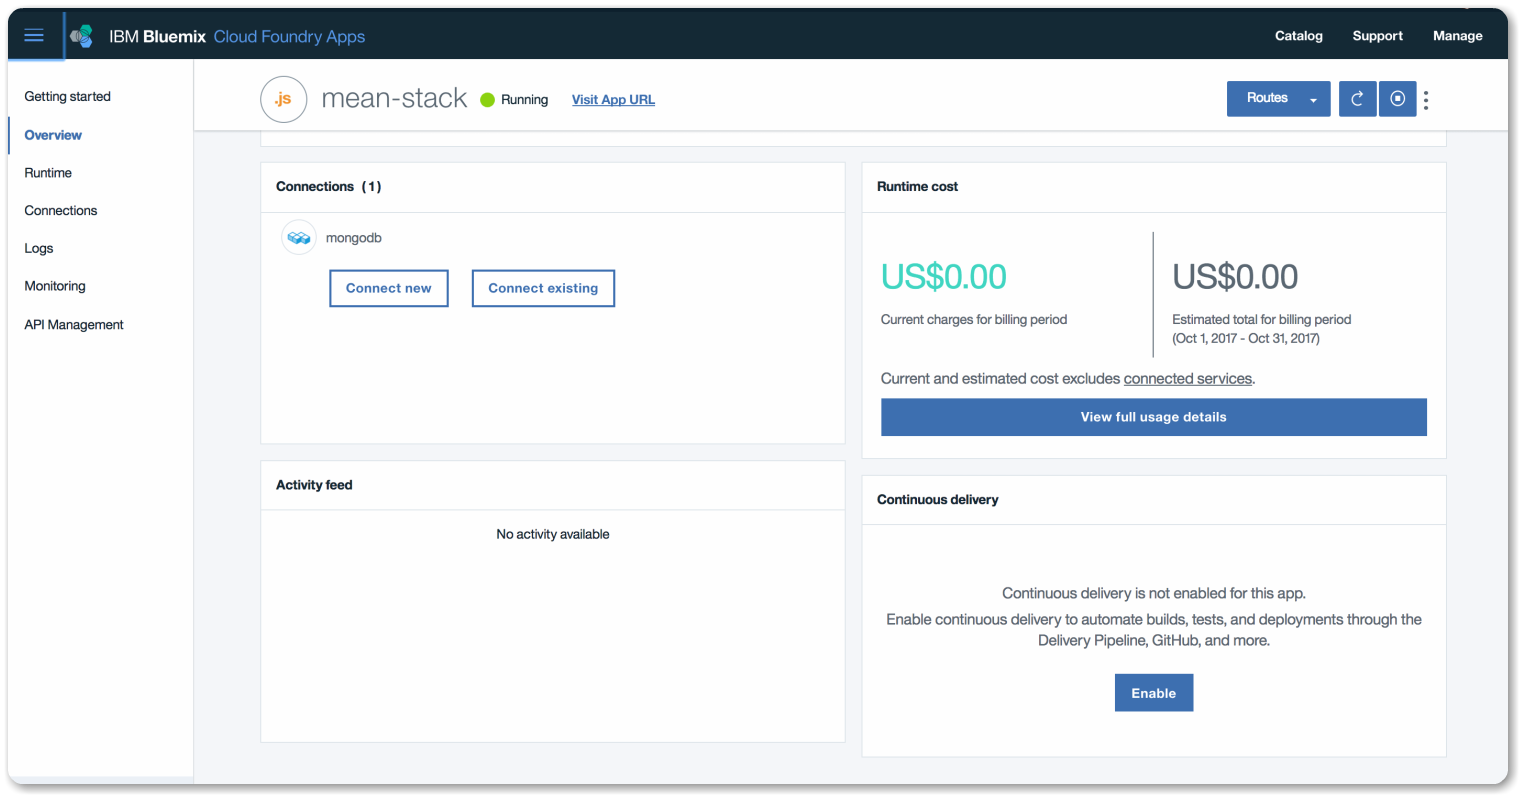 IBM Bluemix Cloud Foundry Apps
Catalog
Support
Manage
Getting started
Overview
Runtime
Connections
Logs
Monitoring
API Management
.js
mean-stack
Running
Visit App URL
Routes
Connections (1)
mongodb
Connect new
Connect existing
Runtime cost
US$0.00
Current charges for billing period
US$0.00
Estimated total for billing period
(Oct 1, 2017 - Oct 31, 2017)
Current and estimated cost excludes connected services.
View full usage details
Activity feed
No activity available
Continuous delivery
Continuous delivery is not enabled for this app.
Enable continuous delivery to automate builds, tests, and deployments through the
Delivery Pipeline, GitHub, and more.
Enable